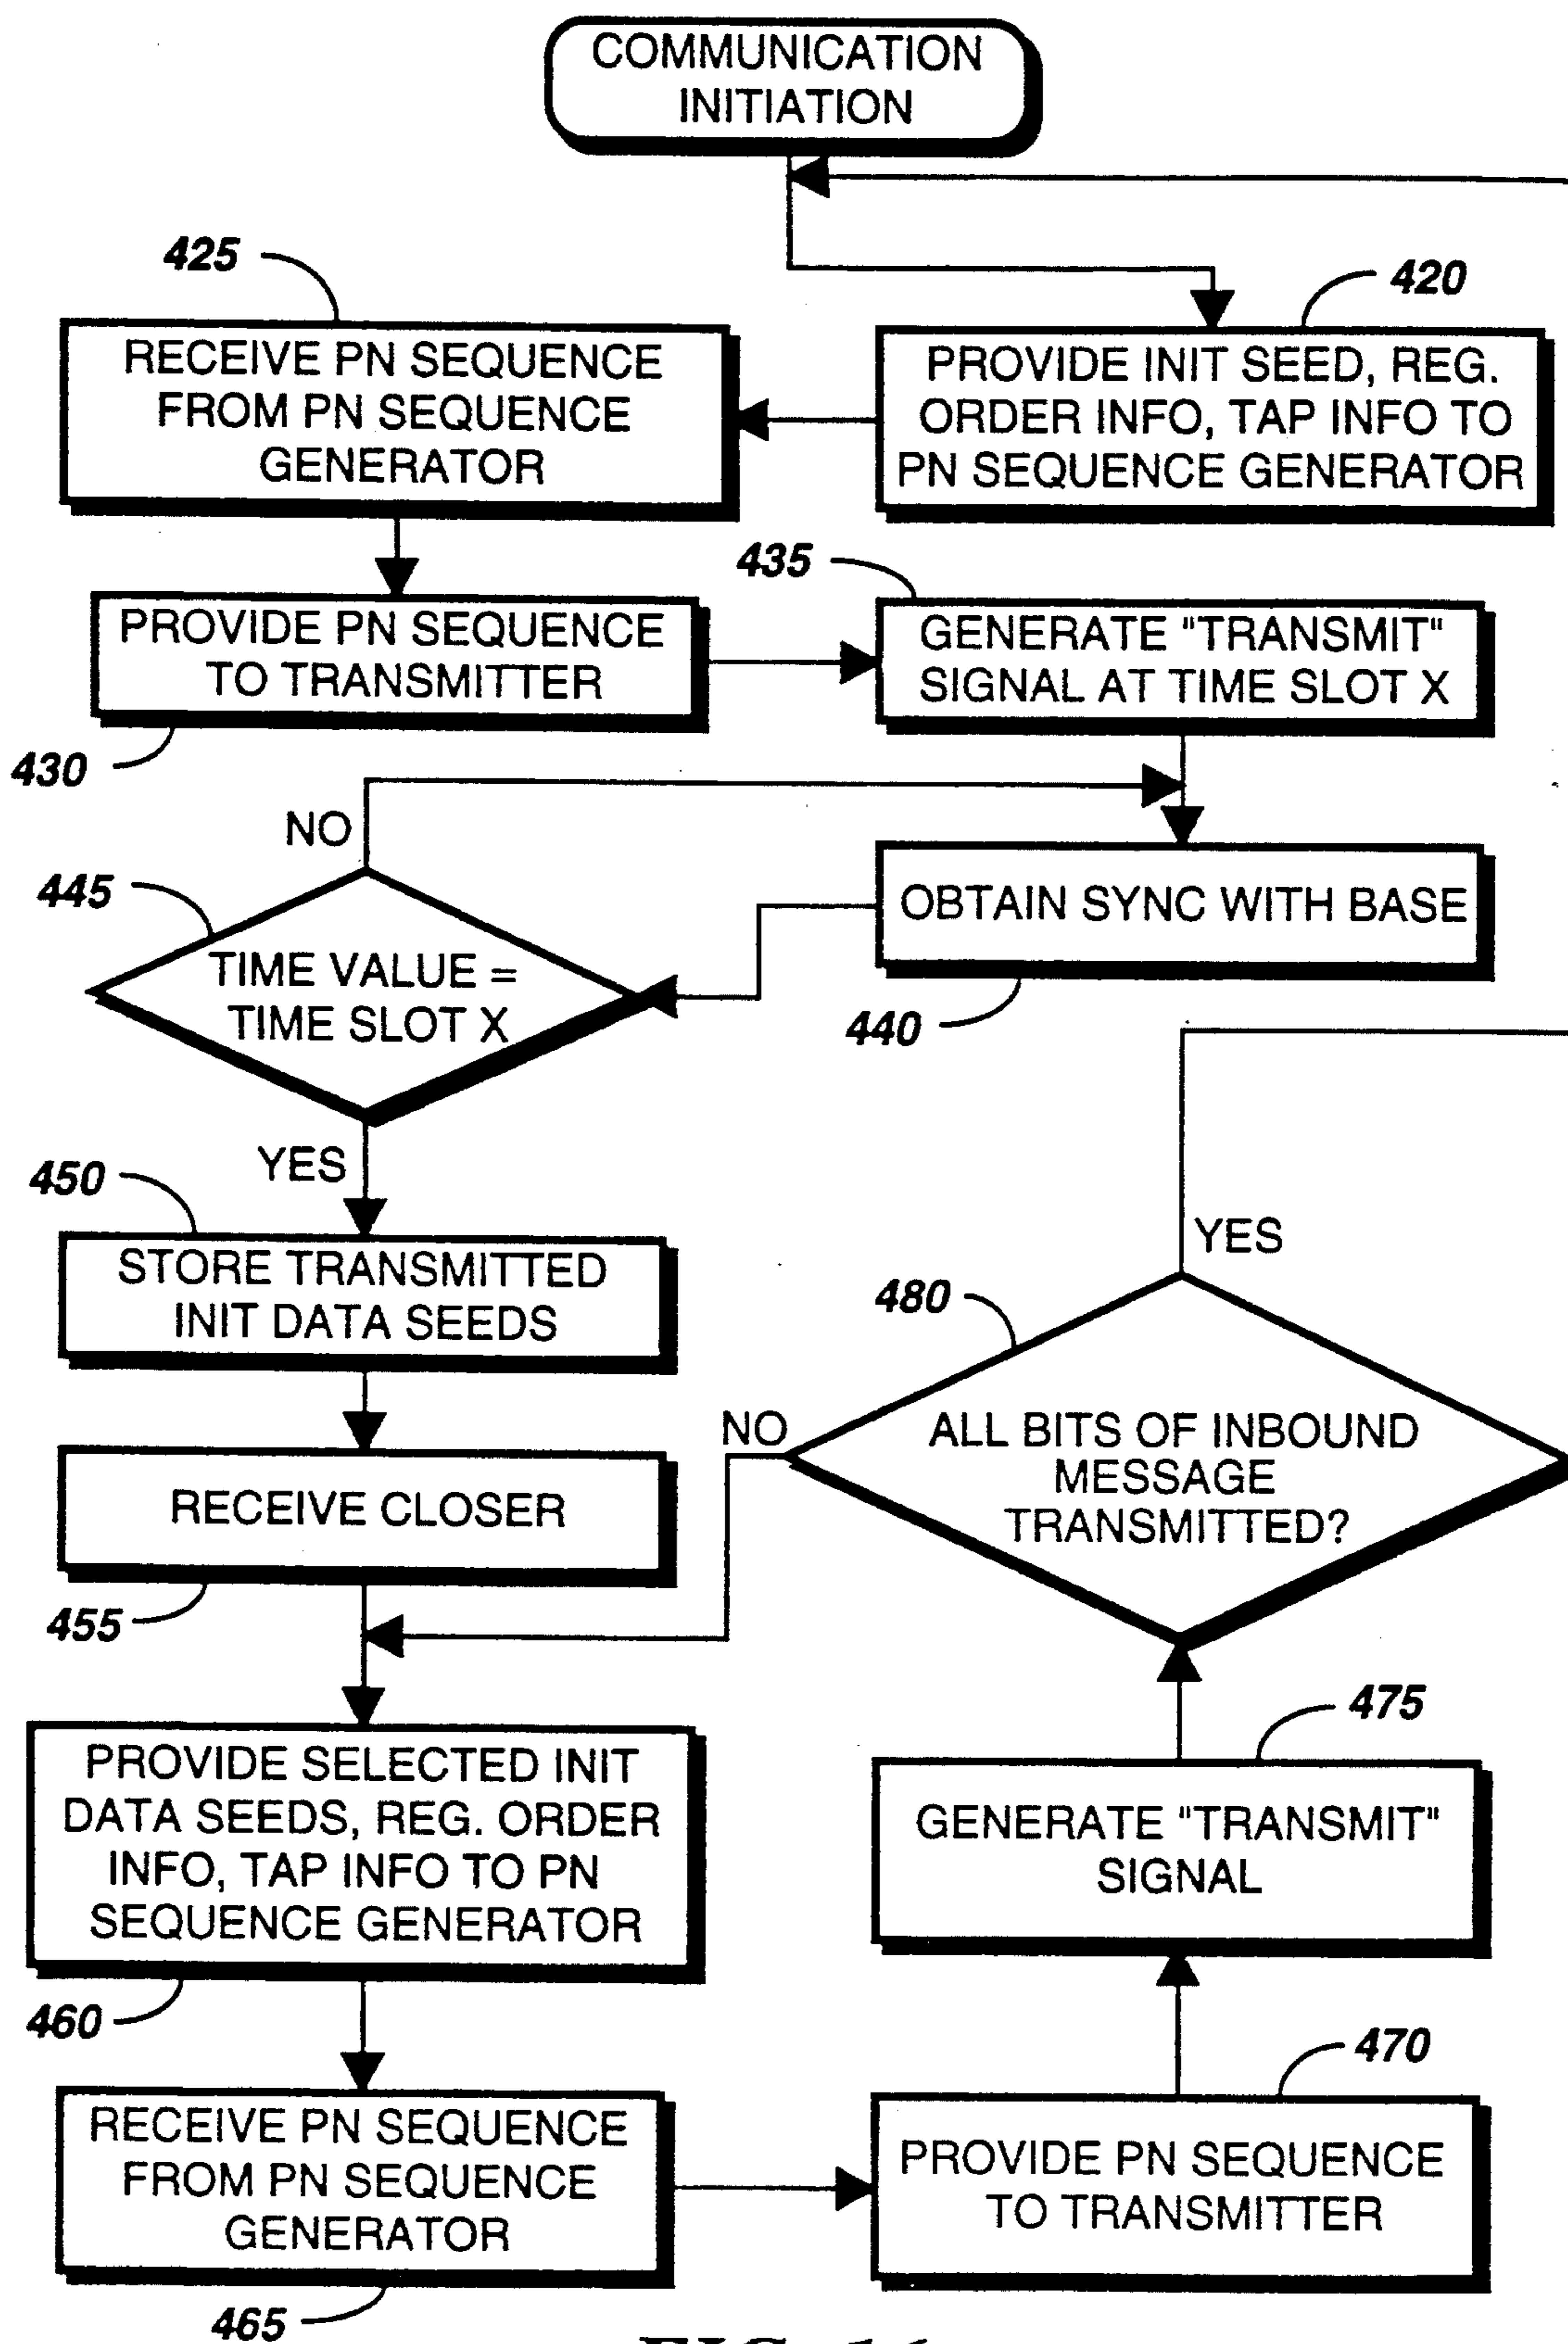 COMMUNICATION
INITIATION
425
420
RECEIVE PN SEQUENCE
FROM PN SEQUENCE
GENERATOR
PROVIDE INIT SEED, REG.
ORDER INFO, TAP INFO TO
PN SEQUENCE GENERATOR
435
PROVIDE PN SEQUENCE
TO TRANSMITTER
430
GENERATE "TRANSMIT"
SIGNAL AT TIME SLOT X
NO
445
TIME VALUE =
TIME SLOT X
OBTAIN SYNC WITH BASE
440
YES
450
STORE TRANSMITTED
INIT DATA SEEDS
YES
480
NO
ALL BITS OF INBOUND
MESSAGE
TRANSMITTED?
RECEIVE CLOSER
455
475
PROVIDE SELECTED INIT
DATA SEEDS, REG. ORDER
INFO, TAP INFO TO PN
SEQUENCE GENERATOR
460
GENERATE "TRANSMIT"
SIGNAL
470
RECEIVE PN SEQUENCE
FROM PN SEQUENCE
GENERATOR
465
PROVIDE PN SEQUENCE
TO TRANSMITTER